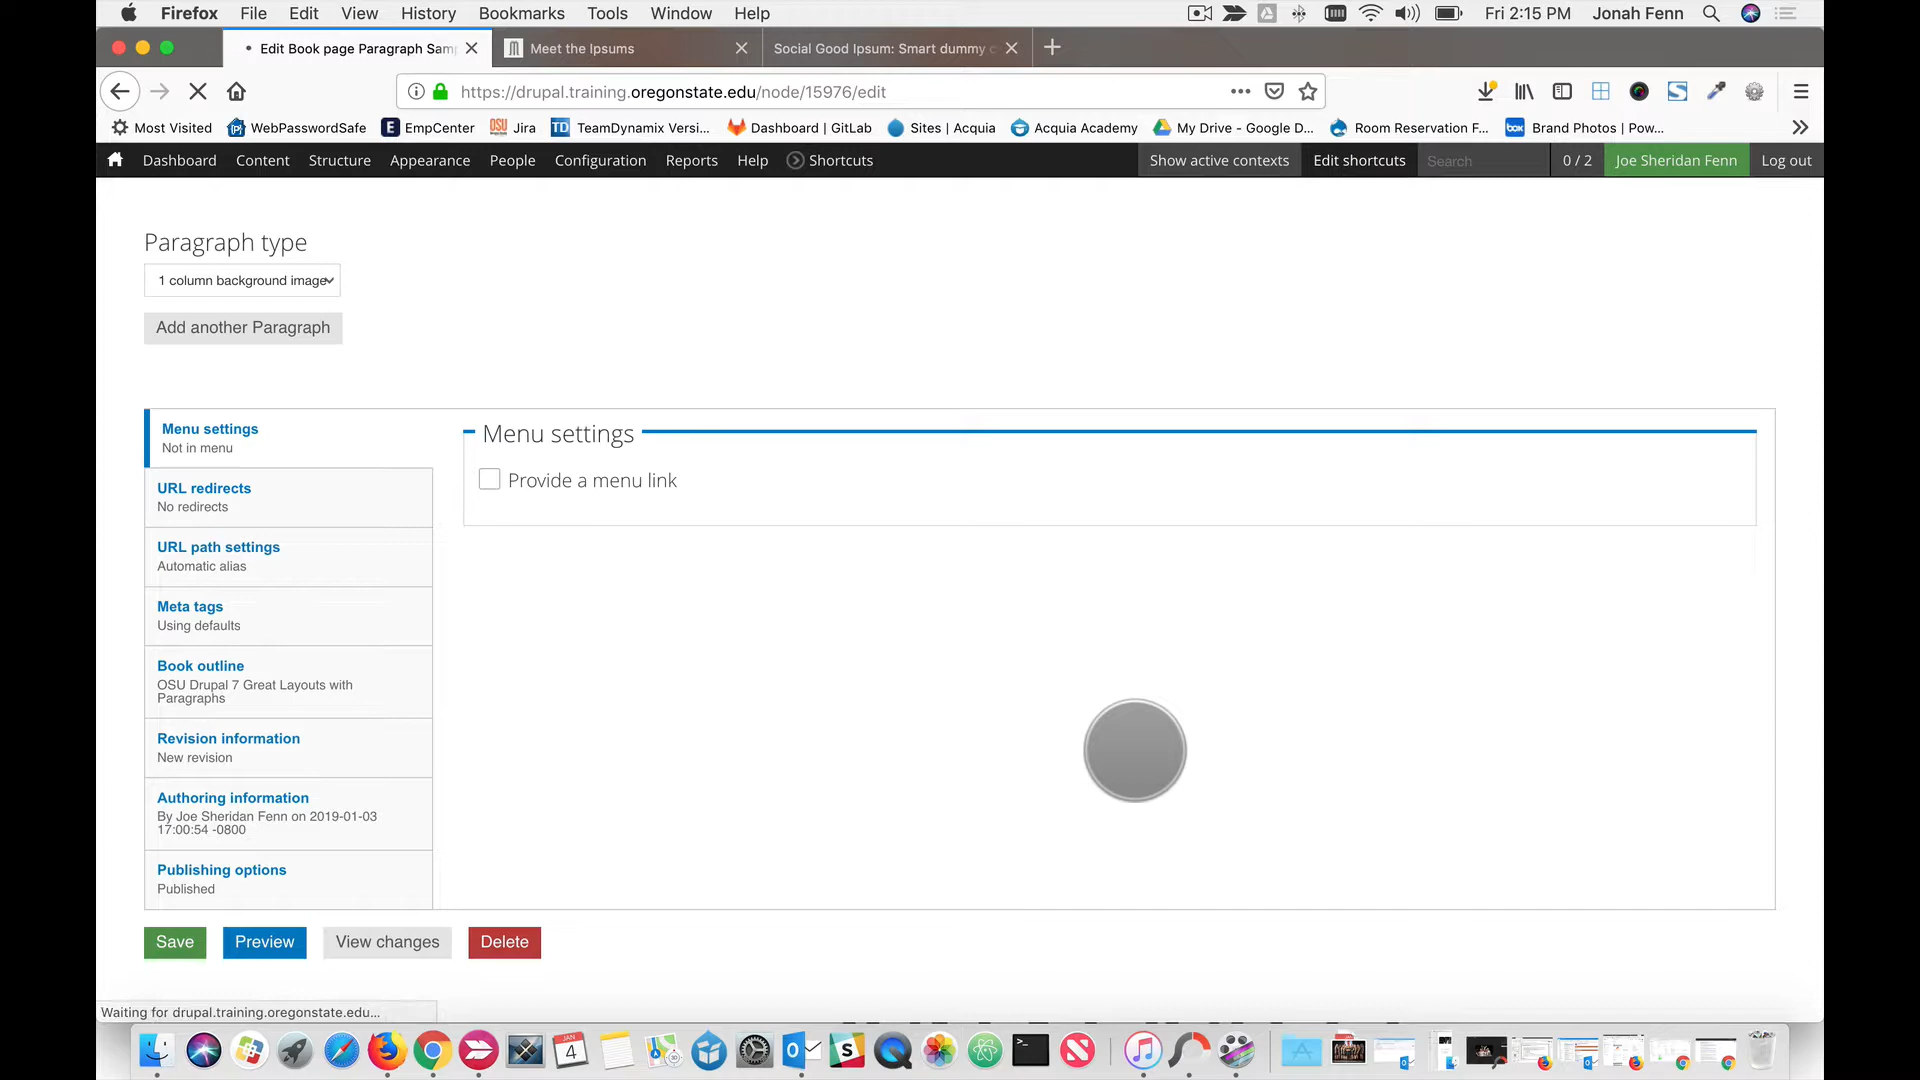 Firefox File Edit View History Bookmarks Tools Window Help Fri 2:15 PM Jonah Fenn
• Edit Book page Paragraph Sam Meet the Ipsums Social Good Ipsum: Smart dummy c
https://drupal.training.oregonstate.edu/node/15976/edit
Most Visited WebPasswordSafe EmpCenter OSU Jira TD TeamDynamix Versi... Dashboard | GitLab Sites | Acquia Acquia Academy My Drive - Google D... box Room Reservation F... Brand Photos | Pow...
Dashboard Content Structure Appearance People Configuration Reports Help Shortcuts Show active contexts Edit shortcuts Search 0 / 2 Joe Sheridan Fenn Log out
Paragraph type
1 column background image
Add another Paragraph
Menu settings
Not in menu
Menu settings
Provide a menu link
URL redirects
No redirects
URL path settings
Automatic alias
Meta tags
Using defaults
Book outline
OSU Drupal 7 Great Layouts with
Paragraphs
Revision information
New revision
Authoring information
By Joe Sheridan Fenn on 2019-01-03
17:00:54 -0800
Publishing options
Published
Save Preview View changes Delete
Waiting for drupal.training.oregonstate.edu...
JAN
4